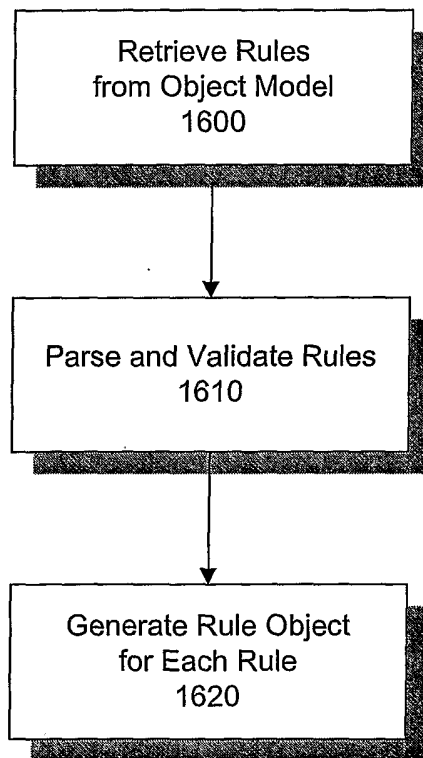 Retrieve Rules
from Object Model
1600
Parse and Validate Rules
1610
Generate Rule Object
for Each Rule
1620